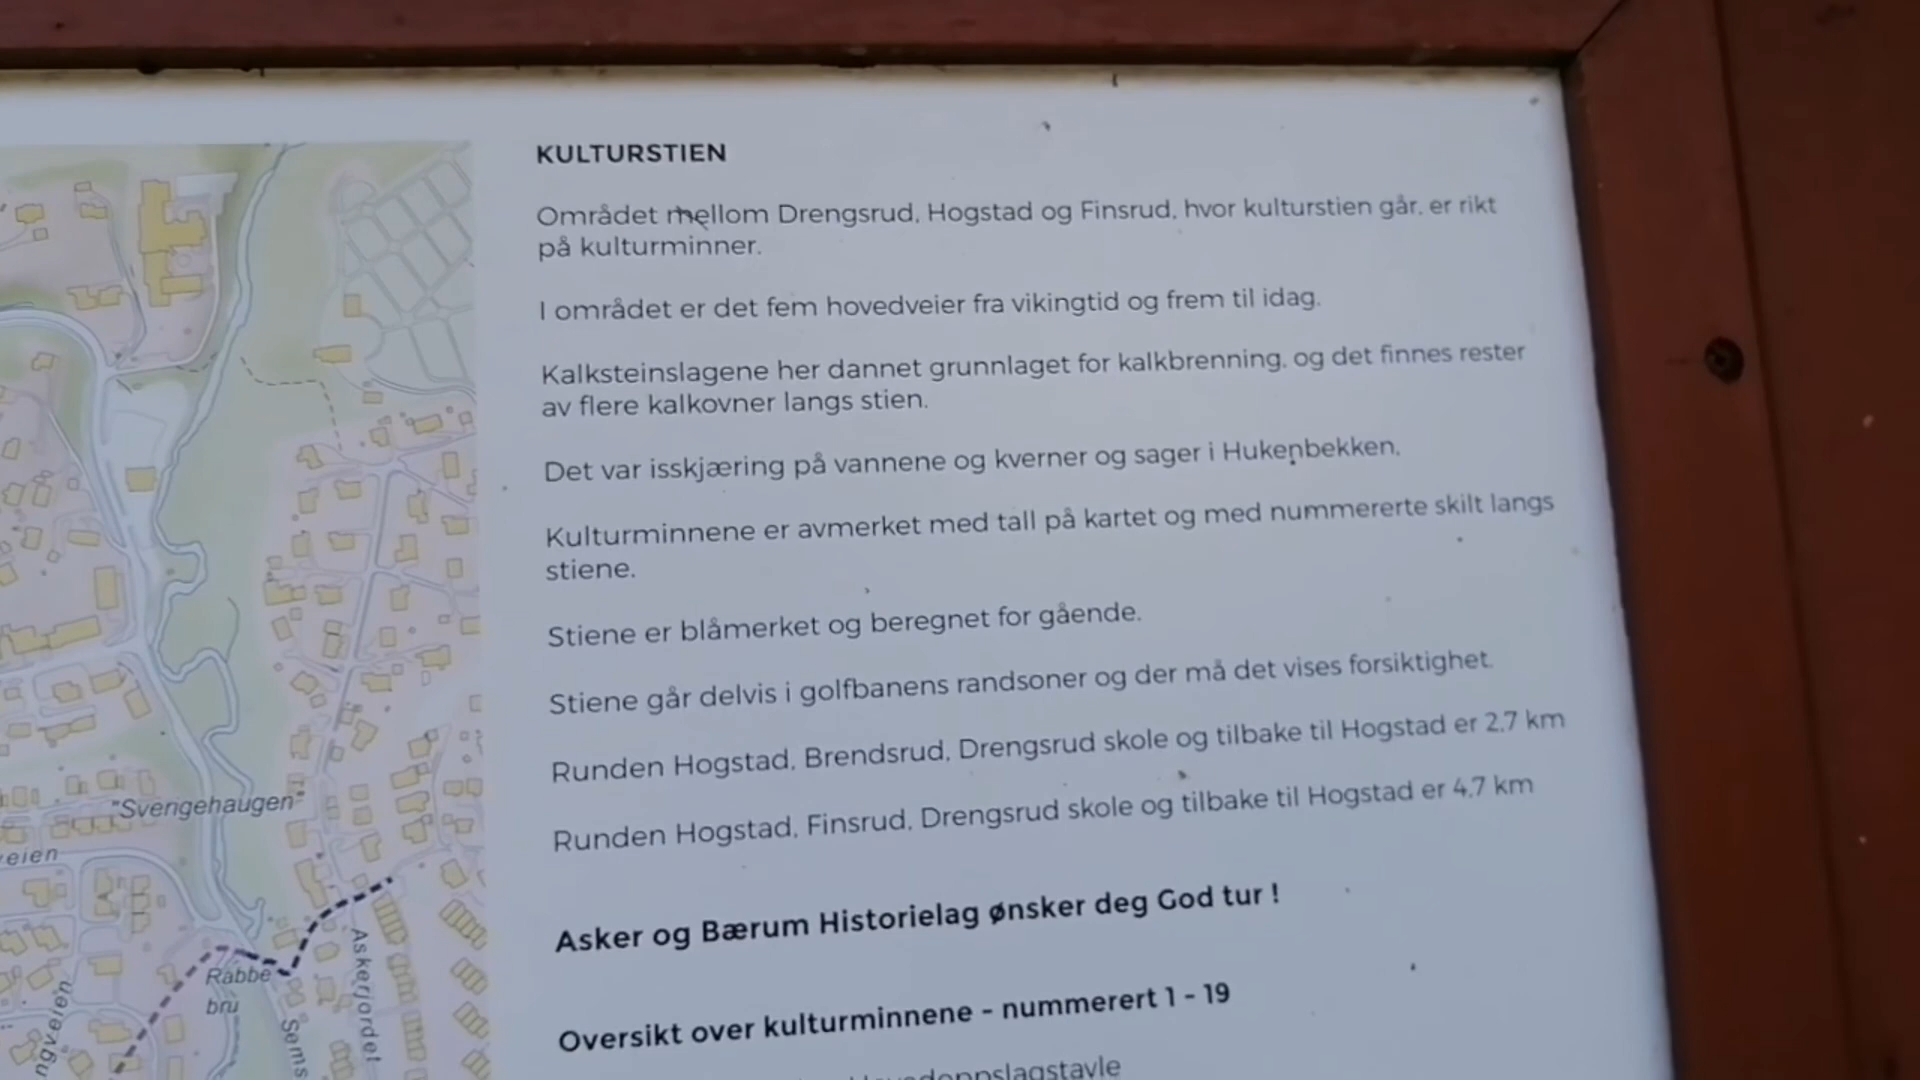 KULTURSTIEN
Området mellom Drengsrud, Hogstad og Finsrud, hvor kulturstien går, er rikt
på kulturminner.
I området er det fem hovedveier fra vikingtid og frem til idag.
Kalksteinslagene her dannet grunnlaget for kalkbrenning, og det finnes rester
av flere kalkovner langs stien.
Det var isskjæring på vannene og kverner og sager i Hukenbekken.
Kulturminnene er avmerket med tall på kartet og med nummererte skilt langs
stiene.
Stiene er blåmerket og beregnet for gående.
Stiene går delvis i golfbanens randsoner og der må det vises forsiktighet.
Runden Hogstad, Brendsrud, Drengsrud skole og tilbake til Hogstad er 2,7 km
Runden Hogstad, Finsrud, Drengsrud skole og tilbake til Hogstad er 4,7 km
Asker og Bærum Historielag ønsker deg God tur !
Oversikt over kulturminnene - nummerert 1 - 19
"Sverigehaugen"
eien
Rabbe
bru
Askerjordet
Sems
ngveien